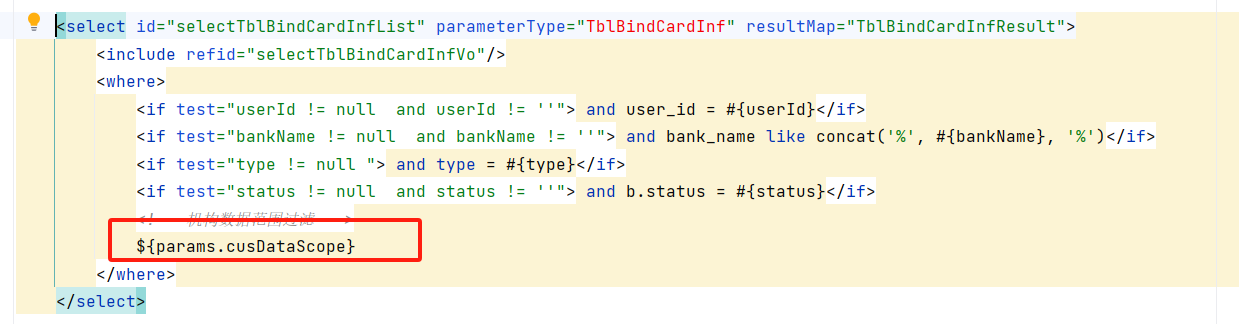 <select id="selectTblBindCardInfList" parameterType="TblBindCardInf" resultMap="TblBindCardInfResult">
<include refid="selectTblBindCardInfVo"/>
<where>
<if test="userId != null  and userId != ''"> and user_id = #{userId}</if>
<if test="bankName != null  and bankName != ''"> and bank_name like concat('%', #{bankName}, '%')</if>
<if test="type != null "> and type = #{type}</if>
<if test="status != null  and status != ''"> and b.status = #{status}</if>
机构数据范围过滤
${params.cusDataScope}
</where>
</select>